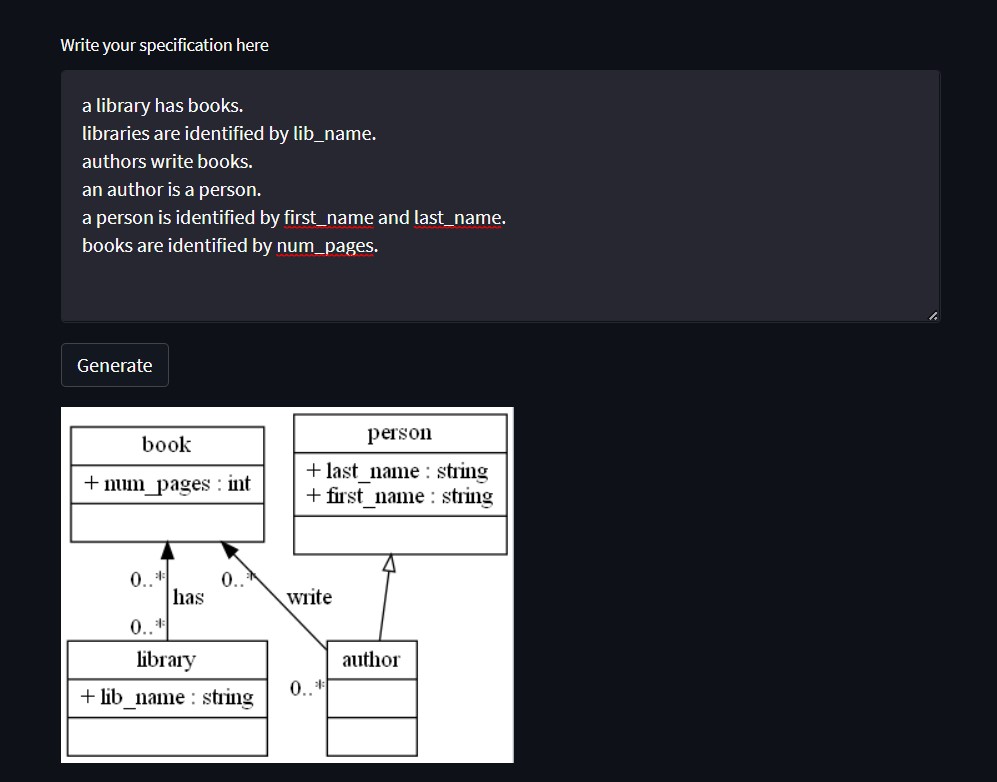 Write your specification here
a library has books.
libraries are identified by lib_name.
authors write books.
an author is a person.
a person is identified by first_name and last_name.
books are identified by num_pages.
Generate
book
+ num_pages : int
person
+ last_name : string
+ first_name : string
0..*
0..*
has
write
0..*
library
+ lib_name : string
author
0..*